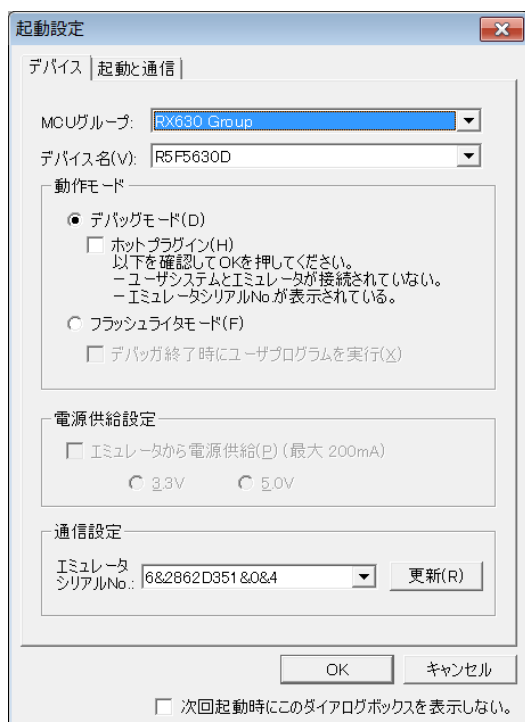 起動設定
デバイス 起動と通信
MCUグループ: RX630 Group
デバイス名(V): R5F5630D
動作モード
デバッグモード(D)
ホットプラグイン(H)
以下を確認してOKを押してください。
－ユーザシステムとエミュレータが接続されていない。
－エミュレータシリアルNo.が表示されている。
フラッシュライタモード(F)
デバッガ終了時にユーザプログラムを実行(X)
電源供給設定
エミュレータから電源供給(P) (最大 200mA)
3.3V 5.0V
通信設定
エミュレータ
シリアルNo.: 6&2862D351&0&4 更新(R)
OK キャンセル
次回起動時にこのダイアログボックスを表示しない。